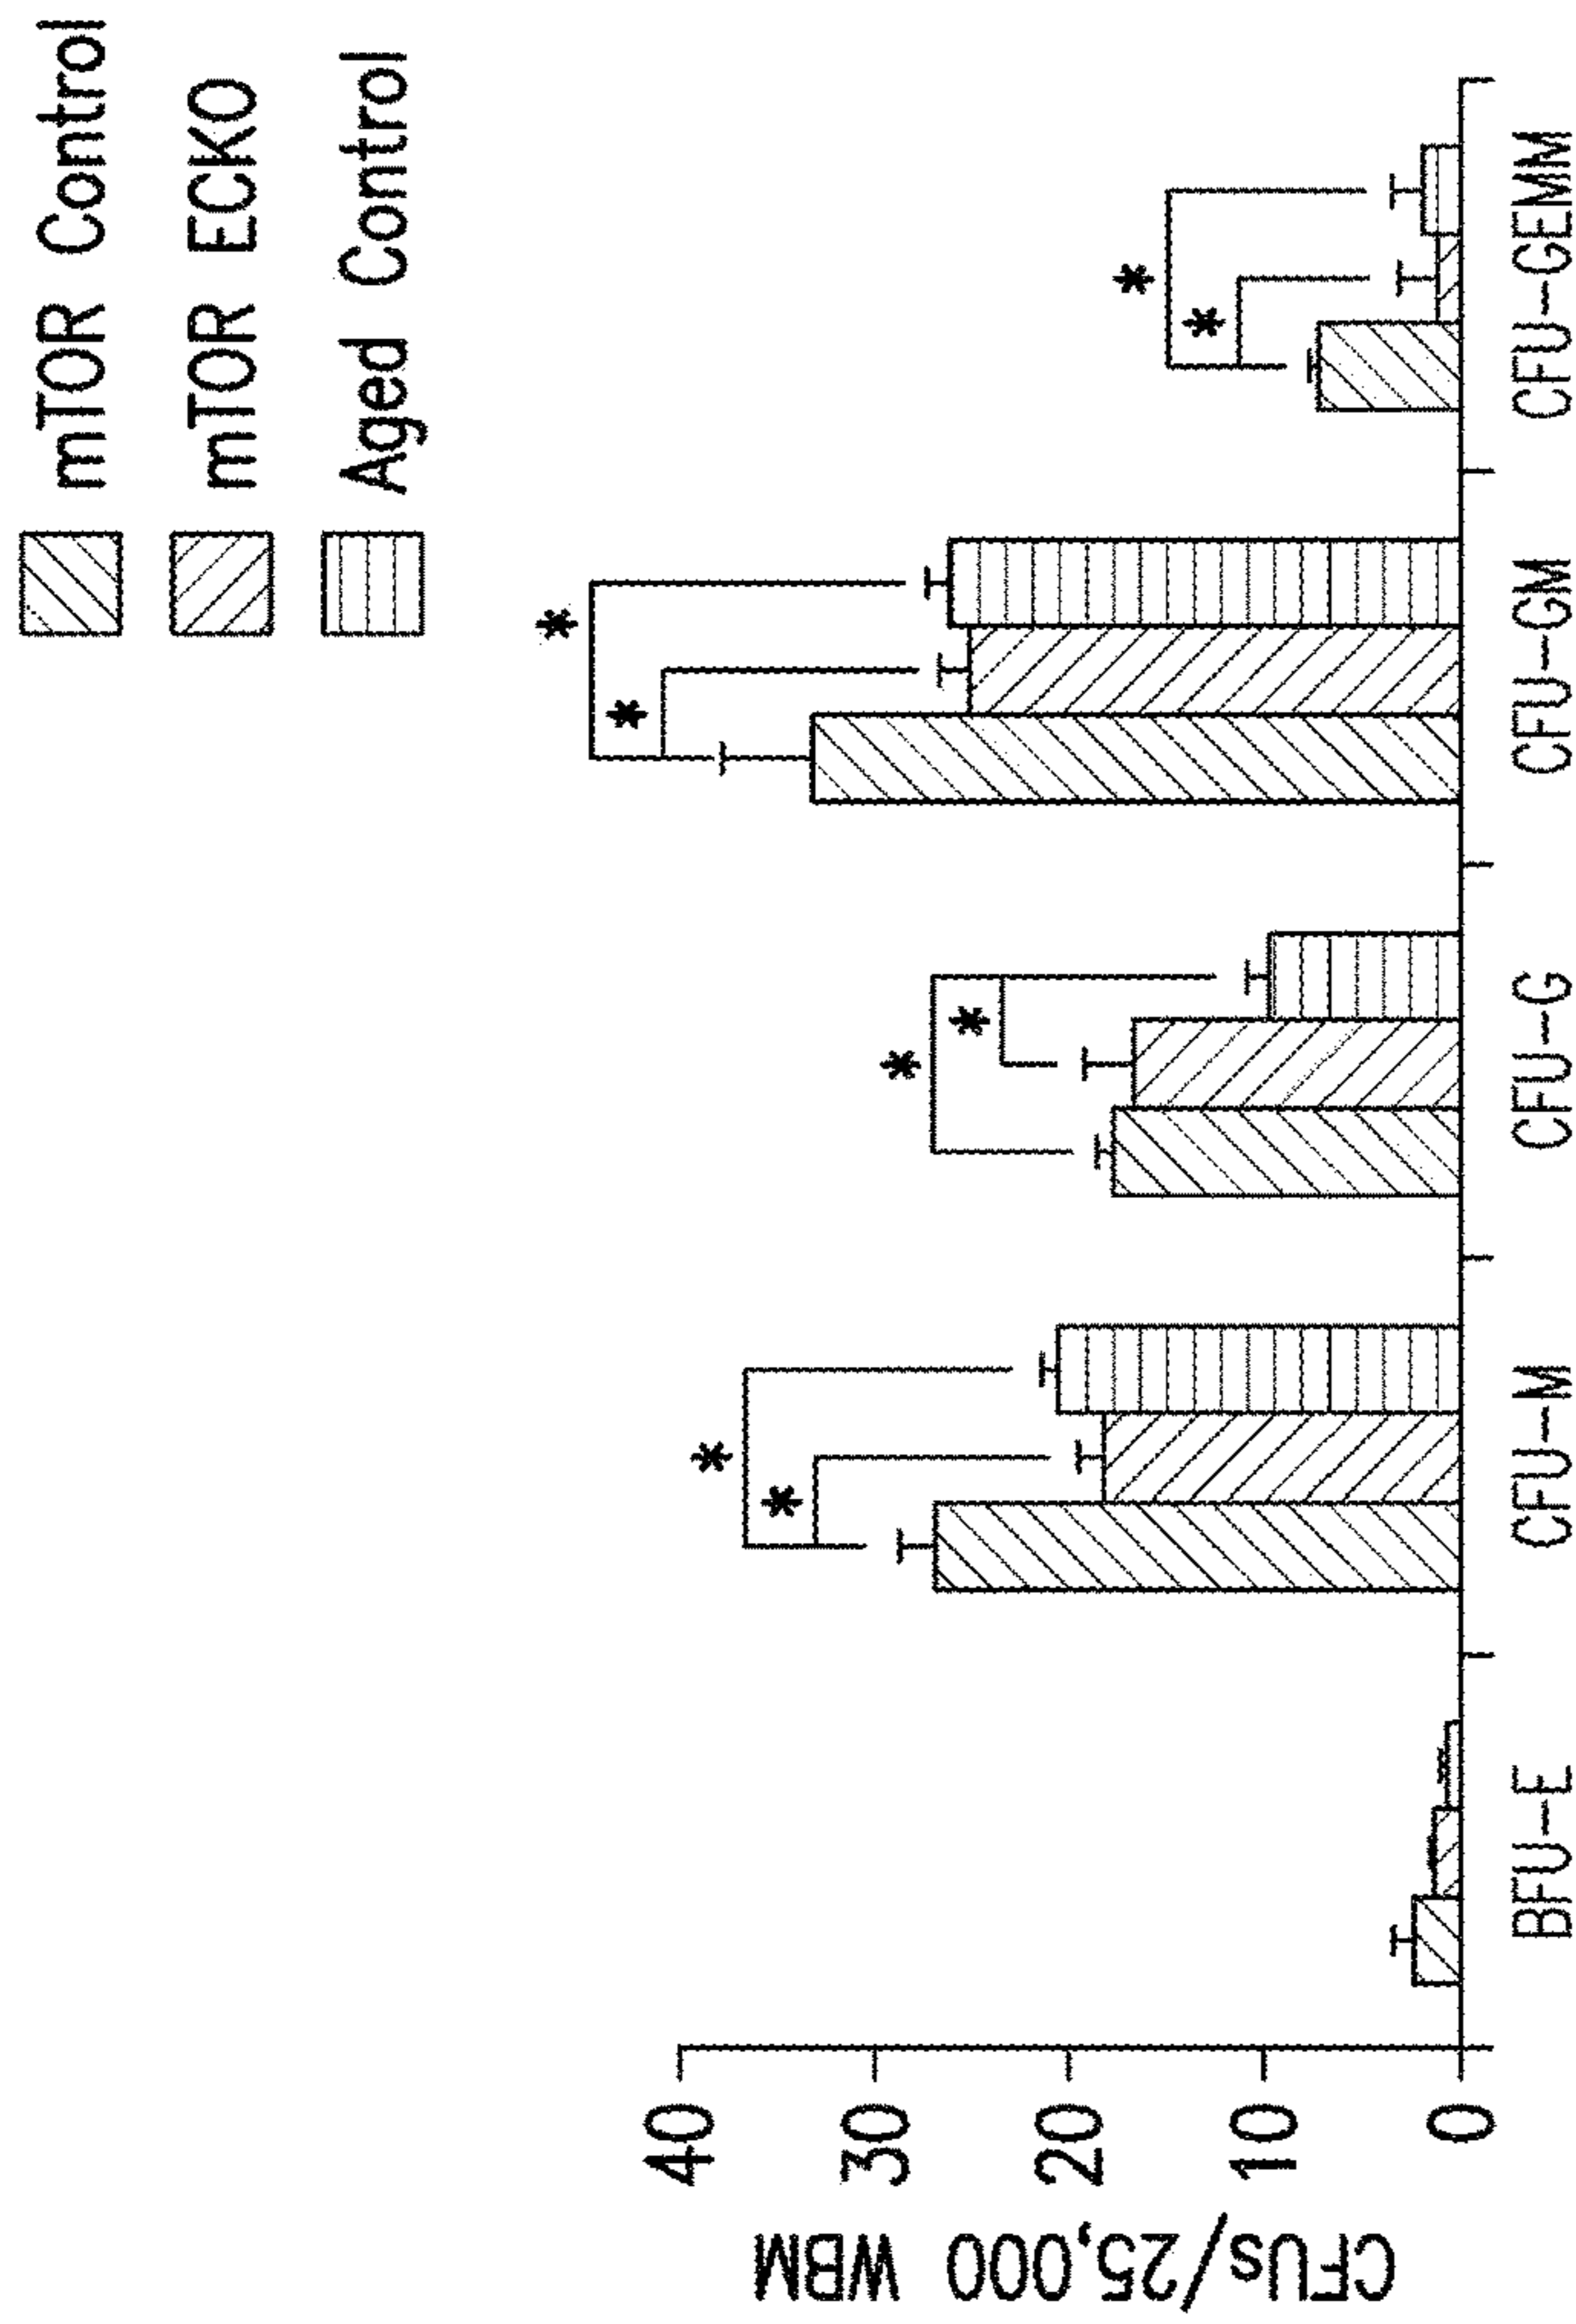 mTOR Control
mTOR ECKO
Aged Control
CFUs/25,000 WBM
40
30
20
10
0
*
*
*
*
*
*
*
*
BFU-E
CFU-M
CFU-G
CFU-GM
CFU-GEMM